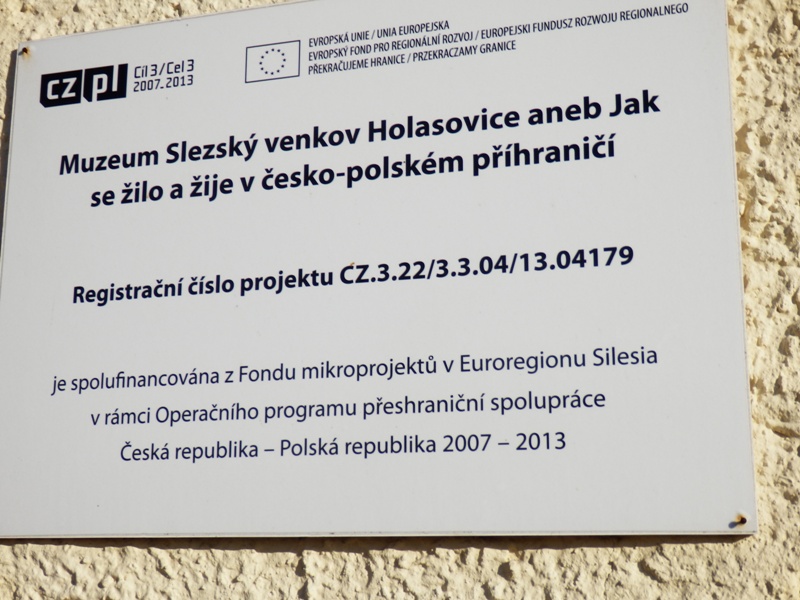 cz pl Cíl 3/Cel 3
2007-2013
EVROPSKÁ UNIE / UNIA EUROPEJSKA
EVROPSKÝ FOND PRO REGIONÁLNÍ ROZVOJ / EUROPEJSKI FUNDUSZ ROZWOJU REGIONALNEGO
PŘEKRAČUJEME HRANICE / PRZEKRACZAMY GRANICE
Muzeum Slezský venkov Holasovice aneb Jak
se žilo a žije v česko-polském příhraničí
Registrační číslo projektu CZ.3.22/3.3.04/13.04179
je spolufinancována z Fondu mikroprojektů v Euroregionu Silesia
v rámci Operačního programu přeshraniční spolupráce
Česká republika – Polská republika 2007 – 2013